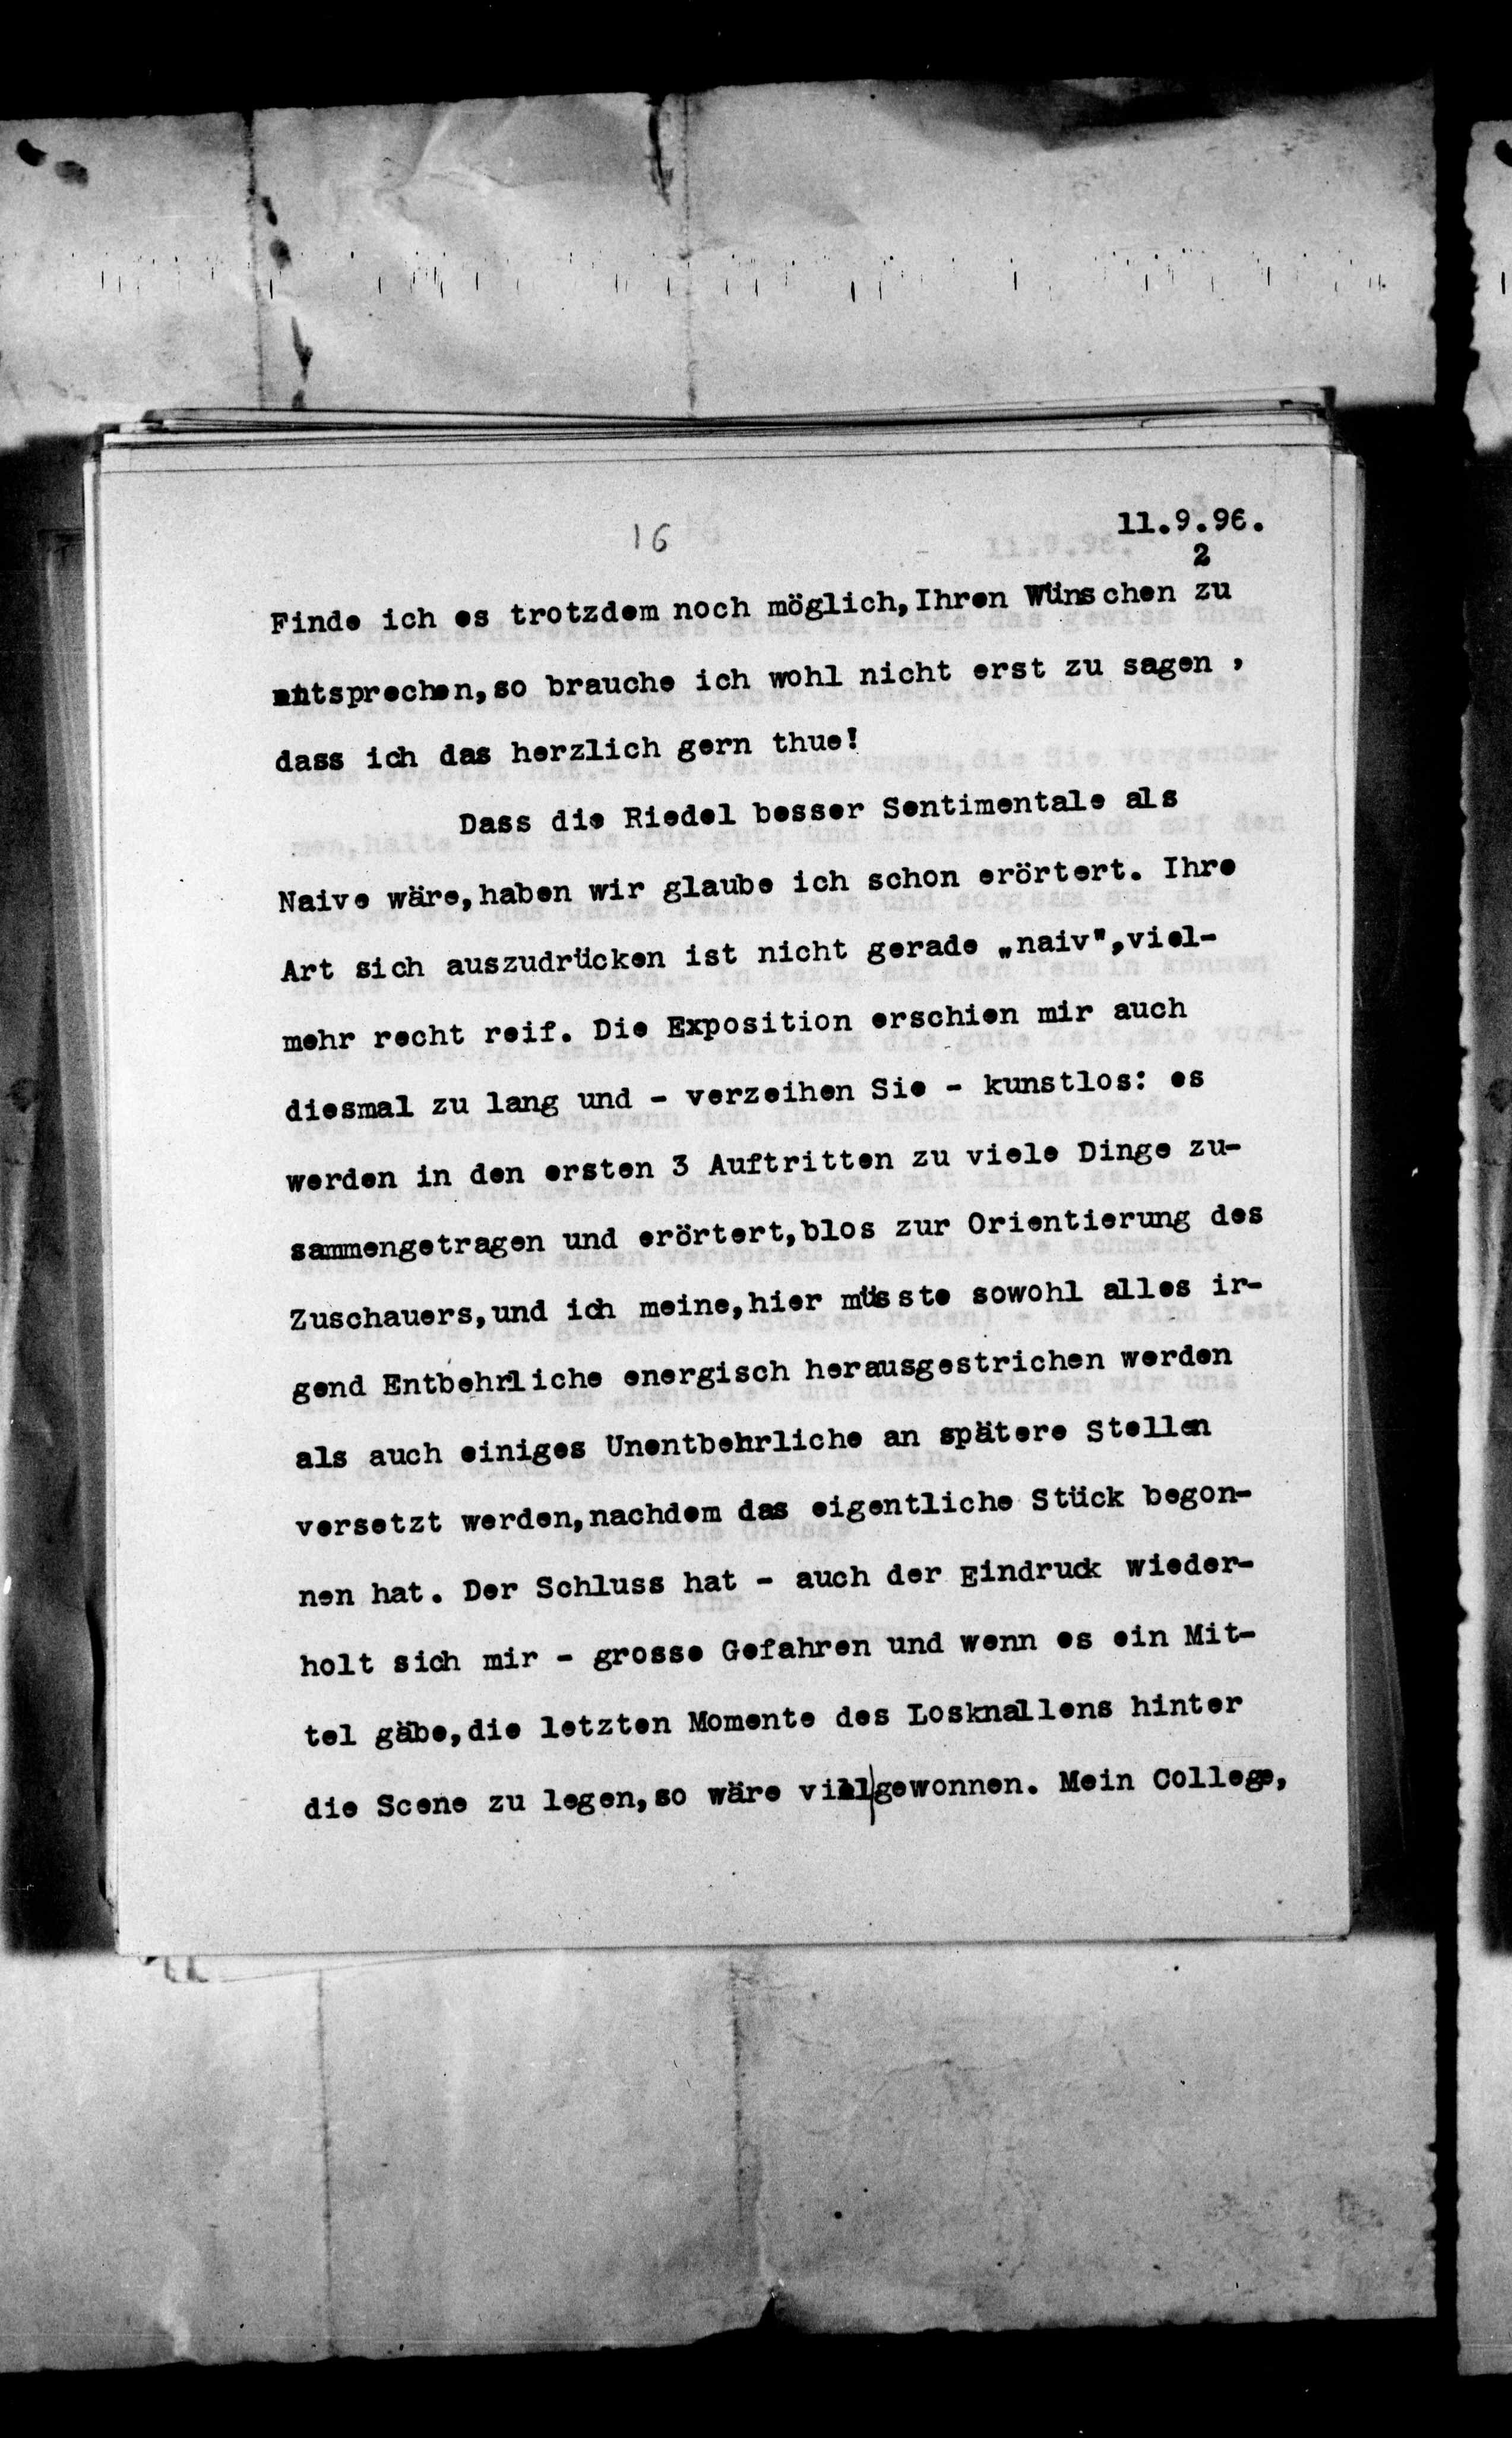 16
11.9.96.
2
Finde ich es trotzdem noch möglich,Ihren Wünschen zu
entsprechen,so brauche ich wohl nicht erst zu sagen ,
dass ich das herzlich gern thue!
Dass die Riedel besser Sentimentale als
Naive wäre,haben wir glaube ich schon erörtert. Ihre
Art sich auszudrücken ist nicht gerade „naiv",viel-
mehr recht reif. Die Exposition erschien mir auch
diesmal zu lang und - verzeihen Sie - kunstlos: es
werden in den ersten 3 Auftritten zu viele Dinge zu-
sammengetragen und erörtert,blos zur Orientierung des
Zuschauers,und ich meine,hier müsste sowohl alles ir-
gend Entbehrliche energisch herausgestrichen werden
als auch einiges Unentbehrliche an spätere Stellen
versetzt werden,nachdem das eigentliche Stück begon-
nen hat. Der Schluss hat - auch der Eindruck wieder-
holt sich mir - grosse Gefahren und wenn es ein Mit-
tel gäbe,die letzten Momente des Losknallens hinter
die Scene zu legen,so wäre viel|gewonnen. Mein College,